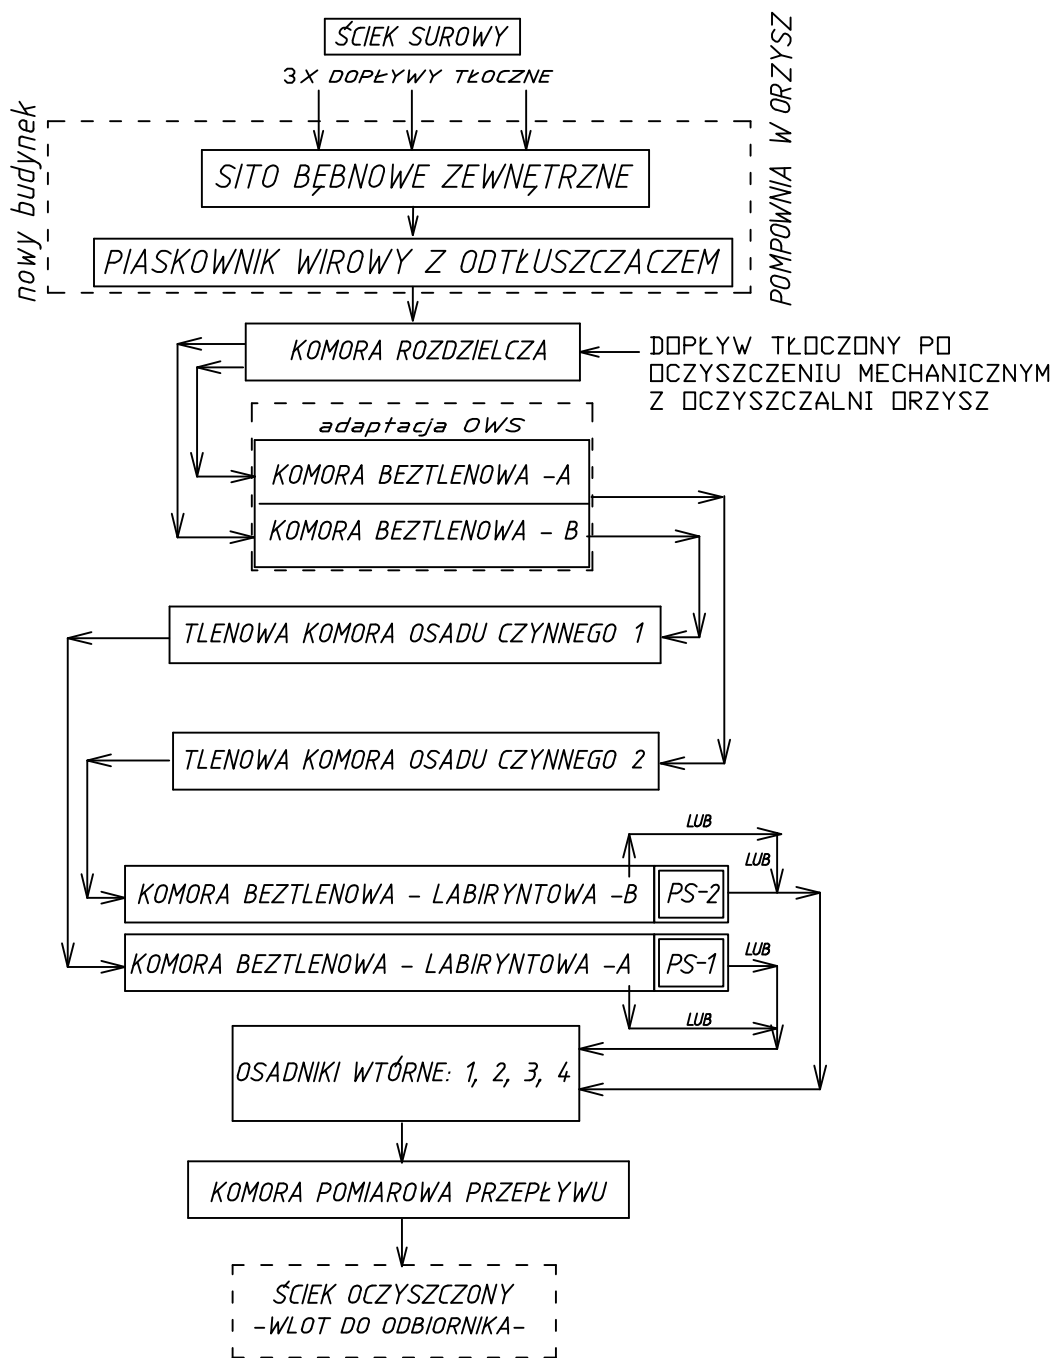 ŚCIEK SUROWY
3X DOPŁYWY TŁOCZNE
nowy budynek
POMPOWNIA W ORZYSZ
SITO BĘBNOWE ZEWNĘTRZNE
PIASKOWNIK WIROWY Z ODTŁUSZCZACZEM
KOMORA ROZDZIELCZA
DOPŁYW TŁOCZONY PO
OCZYSZCZENIU MECHANICZNYM
Z OCZYSZCZALNI ORZYSZ
adaptacja OWS
KOMORA BEZTLENOWA -A
KOMORA BEZTLENOWA - B
TLENOWA KOMORA OSADU CZYNNEGO 1
TLENOWA KOMORA OSADU CZYNNEGO 2
LUB
LUB
KOMORA BEZTLENOWA - LABIRYNTOWA -B
PS-2
LUB
KOMORA BEZTLENOWA - LABIRYNTOWA -A
PS-1
LUB
OSADNIKI WTÓRNE: 1, 2, 3, 4
KOMORA POMIAROWA PRZEPŁYWU
ŚCIEK OCZYSZCZONY
-WLOT DO ODBIORNIKA-